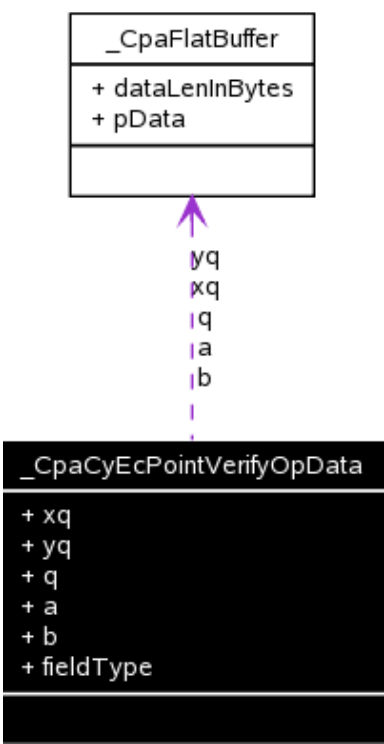 _CpaFlatBuffer
+ dataLenInBytes
+ pData
yq
xq
q
a
b
_CpaCyEcPointVerifyOpData
+ xq
+ yq
+ q
+ a
+ b
+ fieldType